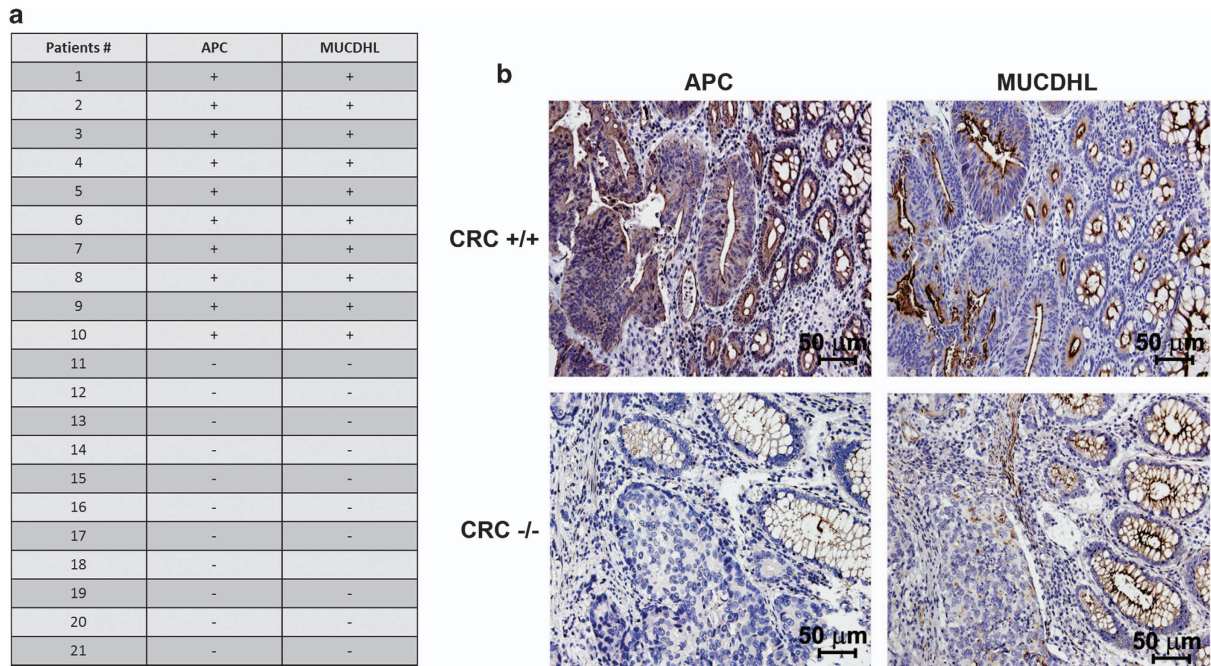 a
Patients # APC MUCDHL
1 + +
2 + +
3 + +
4 + +
5 + +
6 + +
7 + +
8 + +
9 + +
10 + +
11 - -
12 - -
13 - -
14 - -
15 - -
16 - -
17 - -
18 -
19 - -
20 - -
21 - -
b
APC MUCDHL
CRC +/+
50 µm 50 µm
CRC -/-
50 µm 50 µm